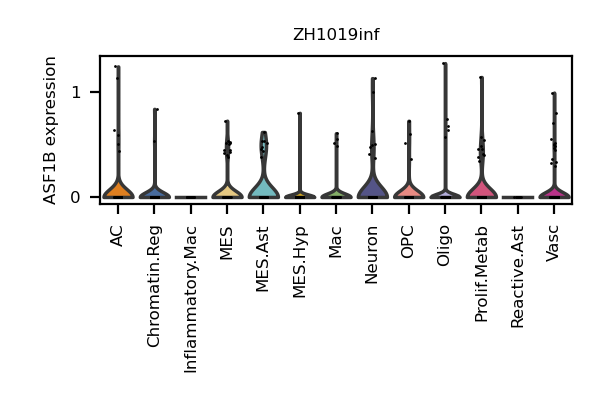 ZH1019inf
ASF1B expression
1
0
AC
Chromatin.Reg
Inflammatory.Mac
MES
MES.Ast
MES.Hyp
Mac
Neuron
OPC
Oligo
Prolif.Metab
Reactive.Ast
Vasc